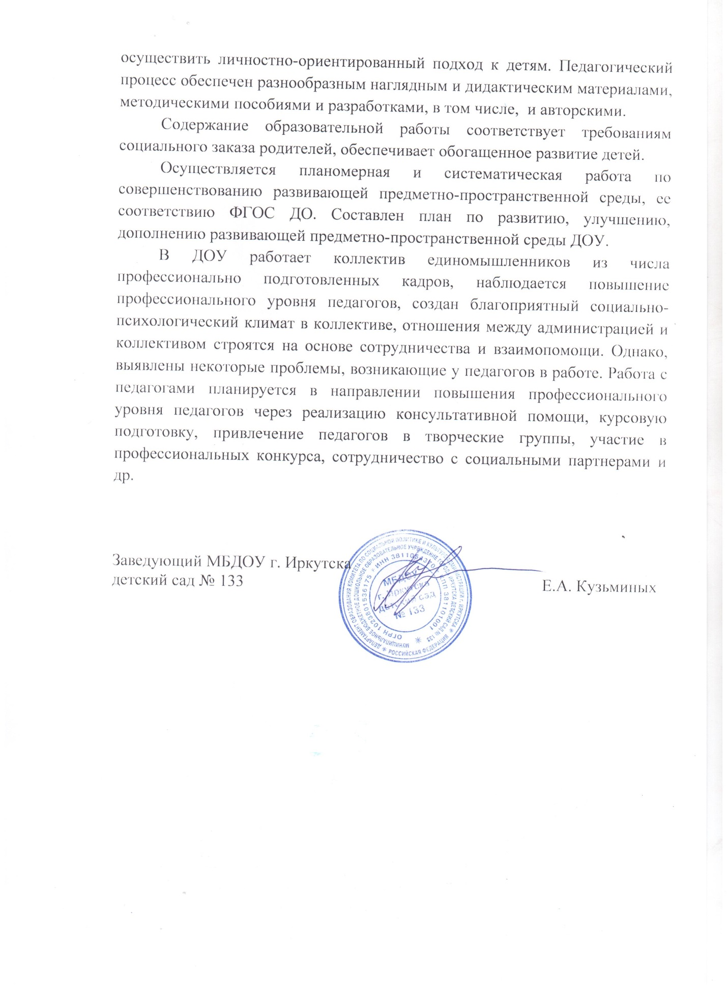 осуществить личностно-ориентированный подход к детям. Педагогический
процесс обеспечен разнообразным наглядным и дидактическим материалами,
методическими пособиями и разработками, в том числе, и авторскими.
Содержание образовательной работы соответствует требованиям
социального заказа родителей, обеспечивает обогащенное развитие детей.
Осуществляется планомерная и систематическая работа по
совершенствованию развивающей предметно-пространственной среды, ее
соответствию ФГОС ДО. Составлен план по развитию, улучшению,
дополнению развивающей предметно-пространственной среды ДОУ.
В ДОУ работает коллектив единомышленников из числа
профессионально подготовленных кадров, наблюдается повышение
профессионального уровня педагогов, создан благоприятный социально-
психологический климат в коллективе, отношения между администрацией и
коллективом строятся на основе сотрудничества и взаимопомощи. Однако,
выявлены некоторые проблемы, возникающие у педагогов в работе. Работа с
педагогами планируется в направлении повышения профессионального
уровня педагогов через реализацию консультативной помощи, курсовую
подготовку, привлечение педагогов в творческие группы, участие в
профессиональных конкурса, сотрудничество с социальными партнерами и
др.
Заведующий МБДОУ г. Иркутска
детский сад № 133
Е.А. Кузьминых
ДЕПАРТАМЕНТ ОБРАЗОВАНИЯ КОМИТЕТА ПО СОЦИАЛЬНОЙ ПОЛИТИКЕ И КУЛЬТУРЕ АДМИНИСТРАЦИИ г. ИРКУТСКА * РОССИЙСКАЯ ФЕДЕРАЦИЯ *
МУНИЦИПАЛЬНОЕ БЮДЖЕТНОЕ ДОШКОЛЬНОЕ ОБРАЗОВАТЕЛЬНОЕ УЧРЕЖДЕНИЕ ГОРОДА ИРКУТСКА ДЕТСКИЙ САД № 133 *
ОГРН 1023801536175 * ИНН КПП 381101001
МБДОУ
г. Иркутска
детский сад
№ 133